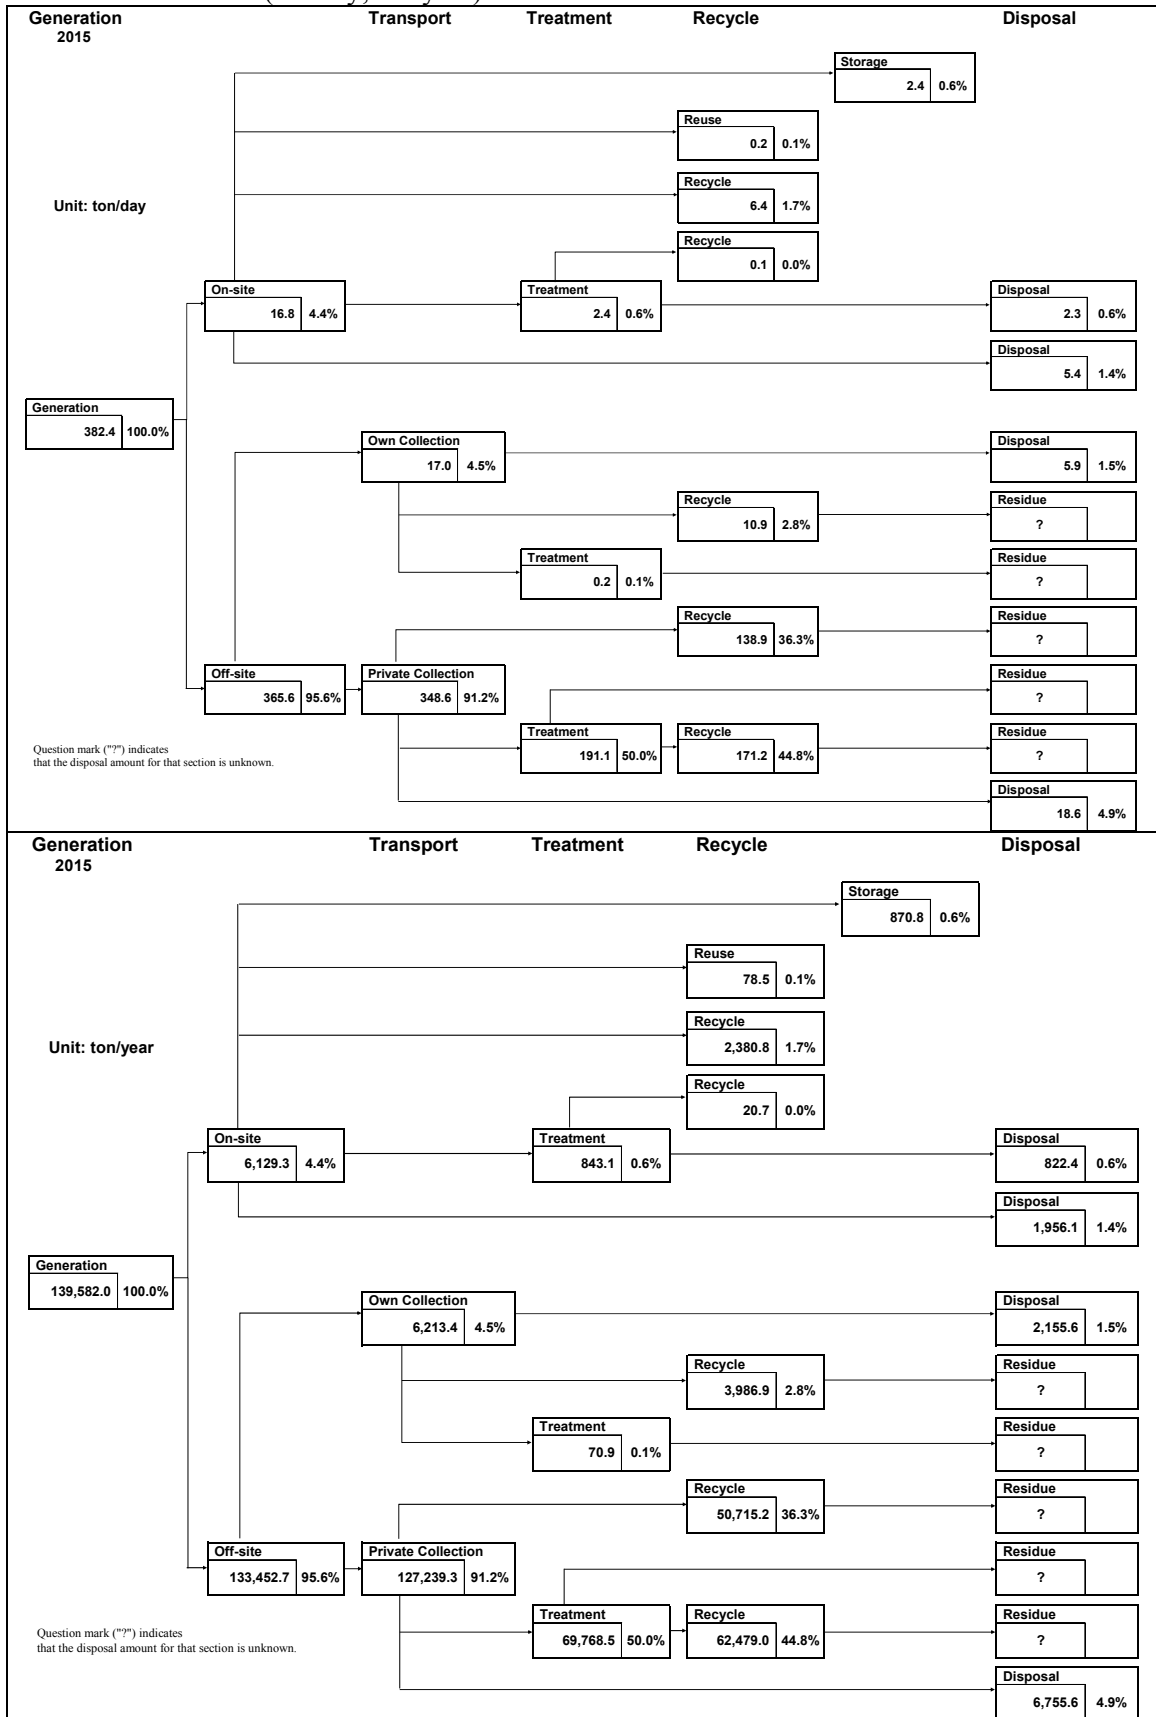 Generation Transport Treatment Recycle Disposal
2015
Storage
2.4 0.6%
Reuse
0.2 0.1%
Recycle
Unit: ton/day 6.4 1.7%
Recycle
0.1 0.0%
On-site Treatment Disposal
16.8 4.4% 2.4 0.6% 2.3 0.6%
Disposal
5.4 1.4%
Generation
382.4 100.0%
Own Collection Disposal
17.0 4.5% 5.9 1.5%
Recycle Residue
10.9 2.8% ?
Treatment Residue
0.2 0.1% ?
Recycle Residue
138.9 36.3% ?
Off-site Private Collection Residue
365.6 95.6% 348.6 91.2% ?
Treatment Recycle Residue
191.1 50.0% 171.2 44.8% ?
Question mark ("?") indicates
that the disposal amount for that section is unknown.
Disposal
18.6 4.9%
Generation Transport Treatment Recycle Disposal
2015
Storage
870.8 0.6%
Reuse
78.5 0.1%
Recycle
Unit: ton/year 2,380.8 1.7%
Recycle
20.7 0.0%
On-site Treatment Disposal
6,129.3 4.4% 843.1 0.6% 822.4 0.6%
Disposal
1,956.1 1.4%
Generation
139,582.0 100.0%
Own Collection Disposal
6,213.4 4.5% 2,155.6 1.5%
Recycle Residue
3,986.9 2.8% ?
Treatment Residue
70.9 0.1% ?
Recycle Residue
50,715.2 36.3% ?
Off-site Private Collection Residue
133,452.7 95.6% 127,239.3 91.2% ?
Treatment Recycle Residue
69,768.5 50.0% 62,479.0 44.8% ?
Question mark ("?") indicates
that the disposal amount for that section is unknown.
Disposal
6,755.6 4.9%